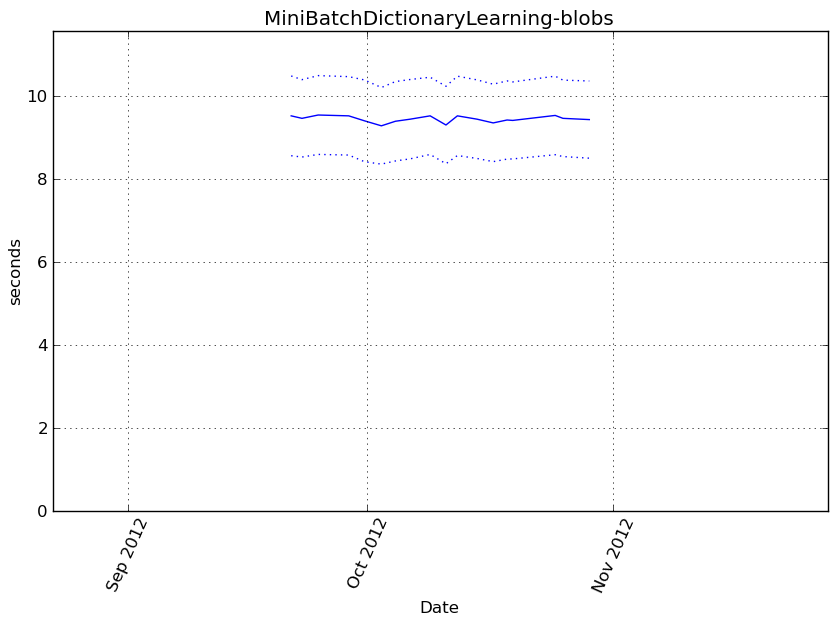 MiniBatchDictionaryLearning-blobs
10
8
6
4
2
0
seconds
Sep 2012
Oct 2012
Nov 2012
Date